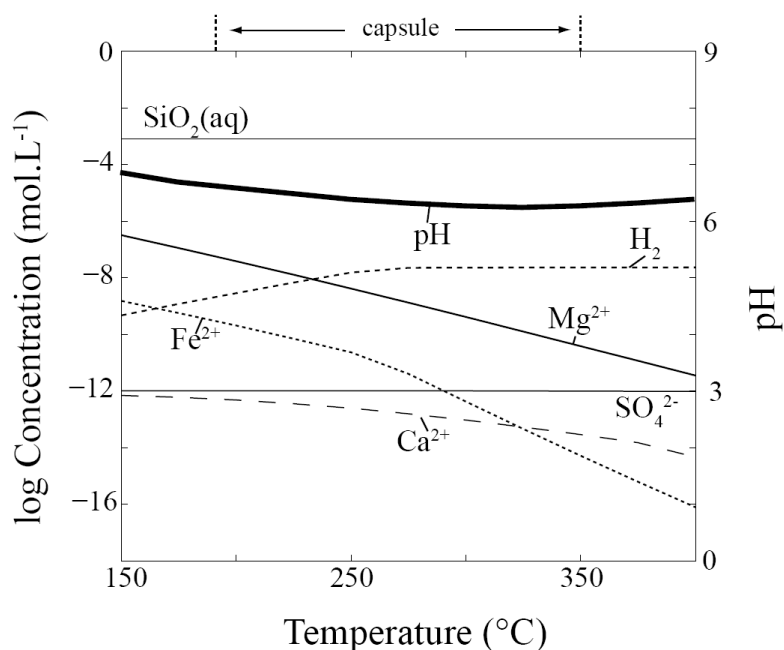 capsule
0
9
SiO₂(aq)
−4
pH
6
H₂
−8
Fe²⁺
Mg²⁺
−12
3
SO₄²⁻
Ca²⁺
−16
0
150
250
350
log Concentration (mol.L⁻¹)
pH
Temperature (°C)